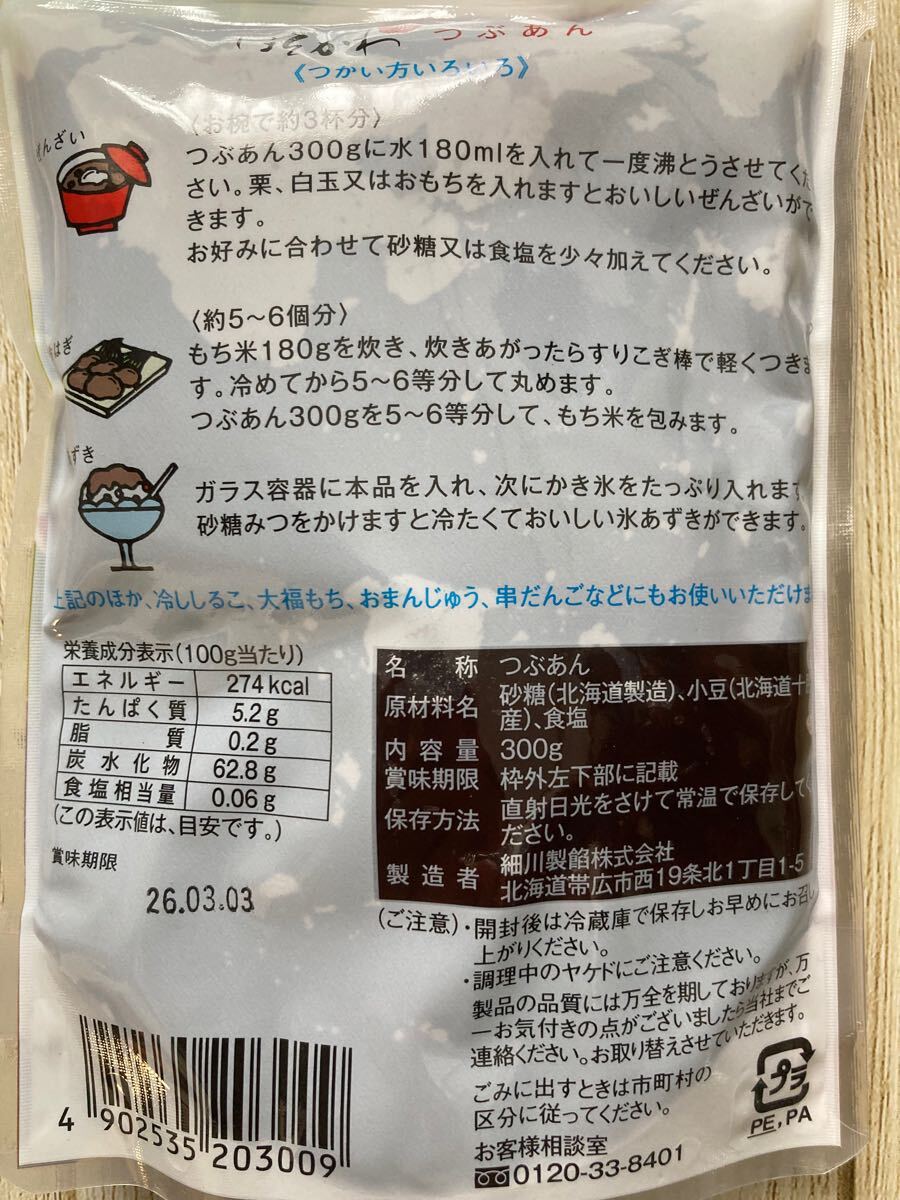 つぶあん
《つかい方いろいろ》
ぜんざい
〈お椀で約3杯分〉
つぶあん300gに水180mlを入れて一度沸とうさせてくだ
さい。栗、白玉又はおもちを入れますとおいしいぜんざいがで
きます。
お好みに合わせて砂糖又は食塩を少々加えてください。
はぎ
〈約5〜6個分〉
もち米180gを炊き、炊きあがったらすりこぎ棒で軽くつきま
す。冷めてから5〜6等分して丸めます。
つぶあん300gを5〜6等分して、もち米を包みます。
ずき
ガラス容器に本品を入れ、次にかき氷をたっぷり入れます
砂糖みつをかけますと冷たくておいしい氷あずきができます。
上記のほか、冷ししるこ、大福もち、おまんじゅう、串だんごなどにもお使いいただけま
栄養成分表示(100g当たり)
エネルギー 274kcal
たんぱく質 5.2g
脂質 0.2g
炭水化物 62.8g
食塩相当量 0.06g
(この表示値は、目安です。)
賞味期限
26.03.03
名称 つぶあん
原材料名 砂糖(北海道製造)、小豆(北海道十
産)、食塩
内容量 300g
賞味期限 枠外左下部に記載
保存方法 直射日光をさけて常温で保存してく
ださい。
製造者 細川製餡株式会社
北海道帯広市西19条北1丁目1-5
(ご注意)・開封後は冷蔵庫で保存しお早めにお召し
上がりください。
・調理中のヤケドにご注意ください。
製品の品質には万全を期しておりますが、万
一お気付きの点がございましたら当社までご
連絡ください。お取り替えさせていただきます。
ごみに出すときは市町村の
区分に従ってください。
プラ
PE,PA
お客様相談室
0120-33-8401
4 902535 203009